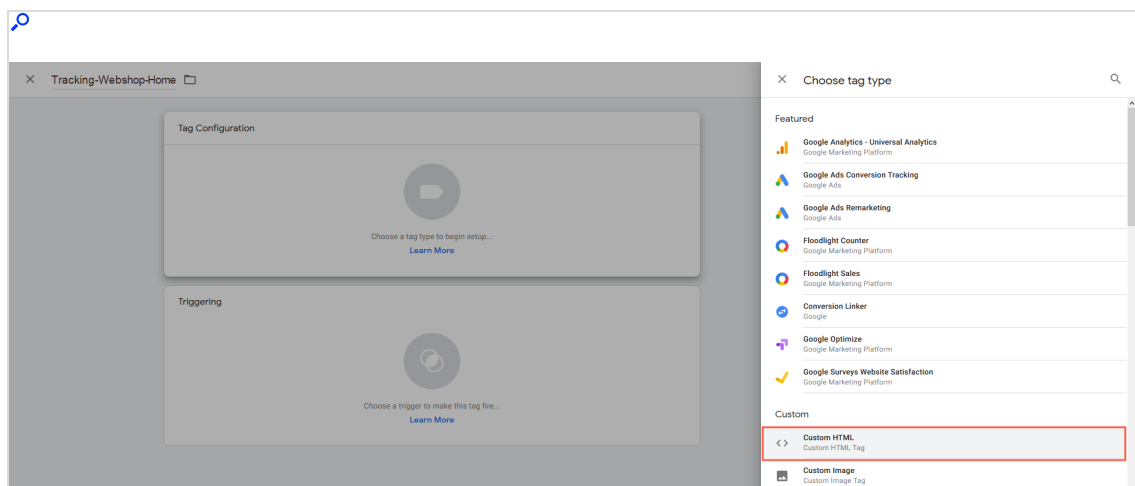 Tracking-Webshop-Home
Tag Configuration
Choose a tag type to begin setup...
Learn More
Triggering
Choose a trigger to make this tag fire...
Learn More
Choose tag type
Featured
Google Analytics - Universal Analytics
Google Marketing Platform
Google Ads Conversion Tracking
Google Ads
Google Ads Remarketing
Google Ads
Floodlight Counter
Google Marketing Platform
Floodlight Sales
Google Marketing Platform
Conversion Linker
Google
Google Optimize
Google Marketing Platform
Google Surveys Website Satisfaction
Google Marketing Platform
Custom
Custom HTML
Custom HTML Tag
Custom Image
Custom Image Tag